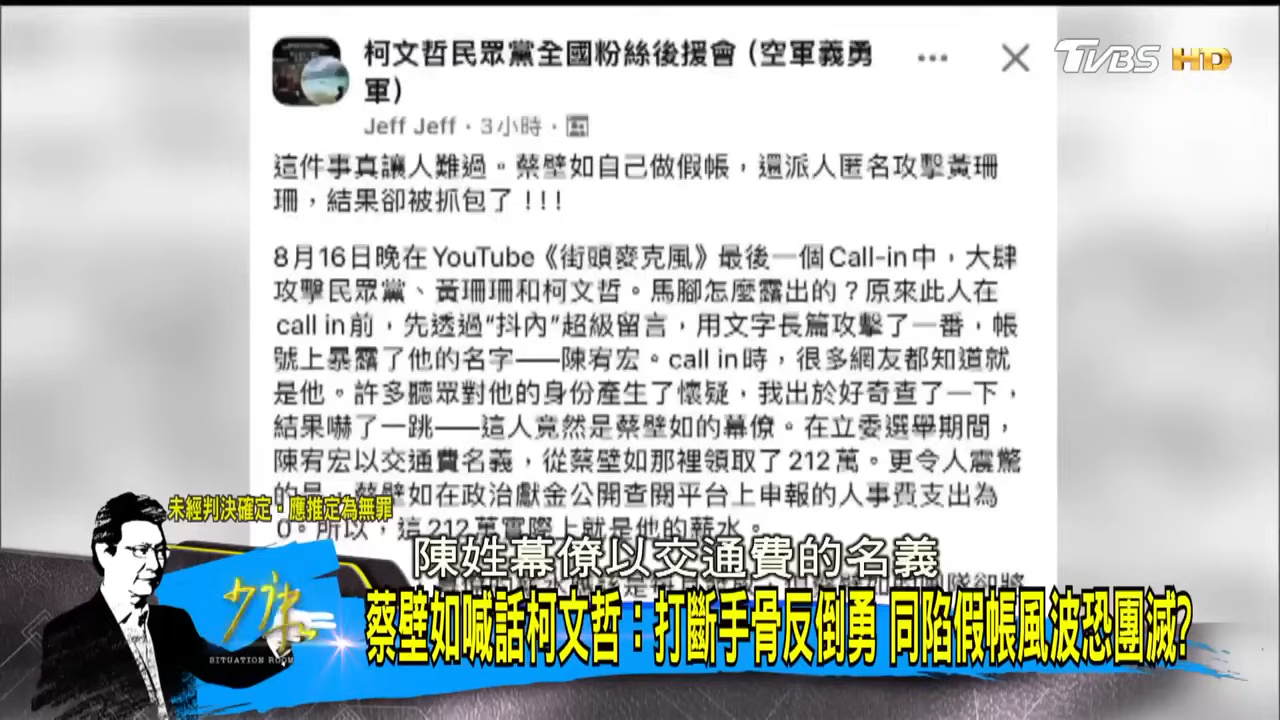 柯文哲民眾黨全國粉絲後援會（空軍義勇
軍）
Jeff Jeff · 3小時 ·
TVBS HD
這件事真讓人難過。蔡壁如自己做假帳，還派人匿名攻擊黃珊
珊，結果卻被抓包了!!!
8月16日晚在YouTube《街頭麥克風》最後一個Call-in中，大肆
攻擊民眾黨、黃珊珊和柯文哲。馬腳怎麼露出的？原來此人在
call in前，先透過“抖內”超級留言，用文字長篇攻擊了一番，帳
號上暴露了他的名字——陳宥宏。call in時，很多網友都知道就
是他。許多聽眾對他的身份產生了懷疑，我出於好奇查了一下，
結果嚇了一跳——這人竟然是蔡壁如的幕僚。在立委選舉期間，
陳宥宏以交通費名義，從蔡壁如那裡領取了212萬。更令人震驚
的是，蔡壁如在政治獻金公開查閱平台上申報的人事費支出為
0。所以，這212萬實際上就是他的薪水。
未經判決確定，應推定為無罪
陳姓幕僚以交通費的名義
少康
SITUATION ROOM
蔡壁如喊話柯文哲：打斷手骨反倒勇 同陷假帳風波恐團滅?